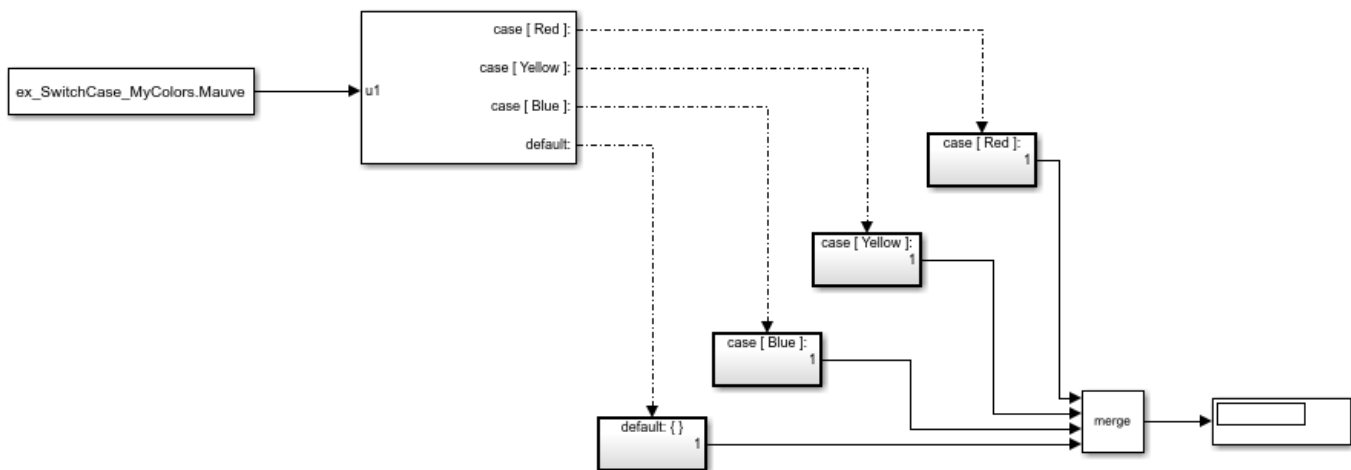 case [ Red ]:
case [ Yellow ]:
ex_SwitchCase_MyColors.Mauve
u1
case [ Blue ]:
default:
case [ Red ]:
1
case [ Yellow ]:
1
case [ Blue ]:
1
default: { }
1
merge